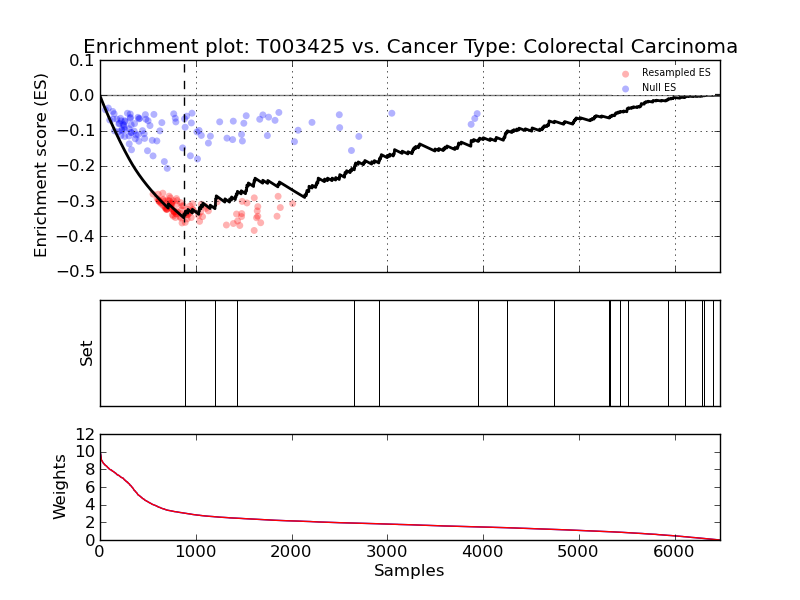 Enrichment plot: T003425 vs. Cancer Type: Colorectal Carcinoma
0.1
0.0
−0.1
−0.2
−0.3
−0.4
−0.5
Enrichment score (ES)
Resampled ES
Null ES
Set
12
10
8
6
4
2
0
Weights
0 1000 2000 3000 4000 5000 6000
Samples